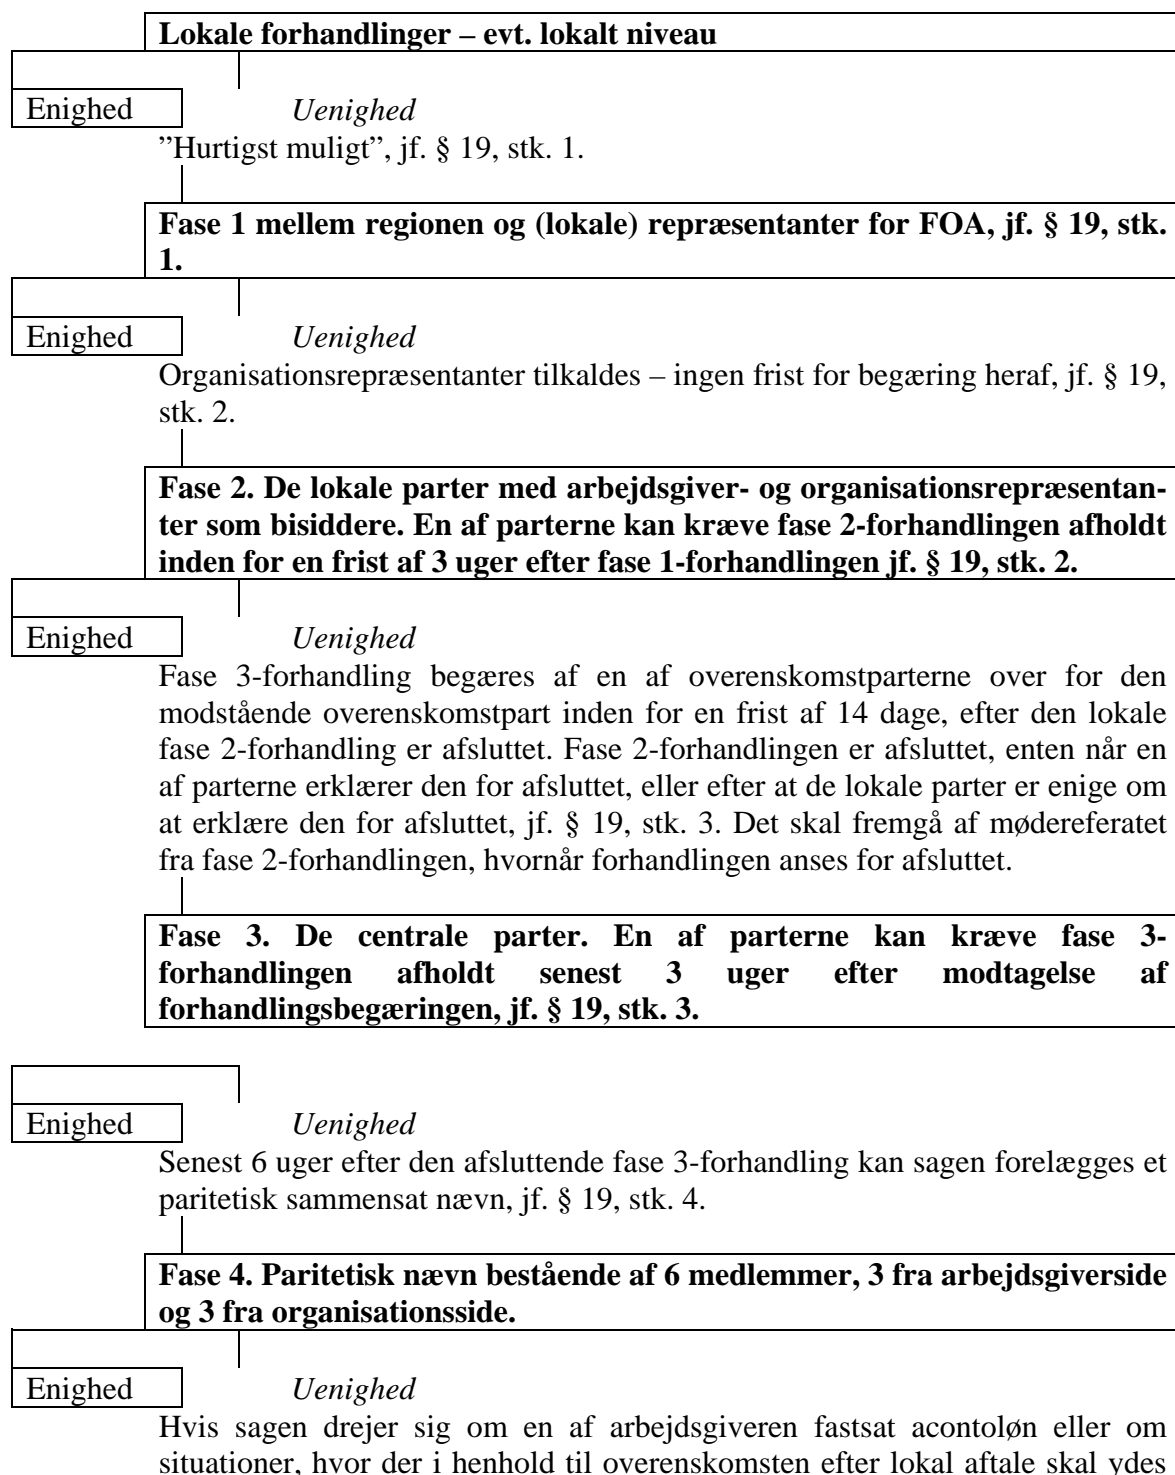 Lokale forhandlinger – evt. lokalt niveau
Enighed Uenighed
”Hurtigst muligt”, jf. § 19, stk. 1.
Fase 1 mellem regionen og (lokale) repræsentanter for FOA, jf. § 19, stk.
1.
Enighed Uenighed
Organisationsrepræsentanter tilkaldes – ingen frist for begæring heraf, jf. § 19,
stk. 2.
Fase 2. De lokale parter med arbejdsgiver- og organisationsrepræsentan-
ter som bisiddere. En af parterne kan kræve fase 2-forhandlingen afholdt
inden for en frist af 3 uger efter fase 1-forhandlingen jf. § 19, stk. 2.
Enighed Uenighed
Fase 3-forhandling begæres af en af overenskomstparterne over for den
modstående overenskomstpart inden for en frist af 14 dage, efter den lokale
fase 2-forhandling er afsluttet. Fase 2-forhandlingen er afsluttet, enten når en
af parterne erklærer den for afsluttet, eller efter at de lokale parter er enige om
at erklære den for afsluttet, jf. § 19, stk. 3. Det skal fremgå af mødereferatet
fra fase 2-forhandlingen, hvornår forhandlingen anses for afsluttet.
Fase 3. De centrale parter. En af parterne kan kræve fase 3-
forhandlingen afholdt senest 3 uger efter modtagelse af
forhandlingsbegæringen, jf. § 19, stk. 3.
Enighed Uenighed
Senest 6 uger efter den afsluttende fase 3-forhandling kan sagen forelægges et
paritetisk sammensat nævn, jf. § 19, stk. 4.
Fase 4. Paritetisk nævn bestående af 6 medlemmer, 3 fra arbejdsgiverside
og 3 fra organisationsside.
Enighed Uenighed
Hvis sagen drejer sig om en af arbejdsgiveren fastsat acontoløn eller om
situationer, hvor der i henhold til overenskomsten efter lokal aftale skal ydes